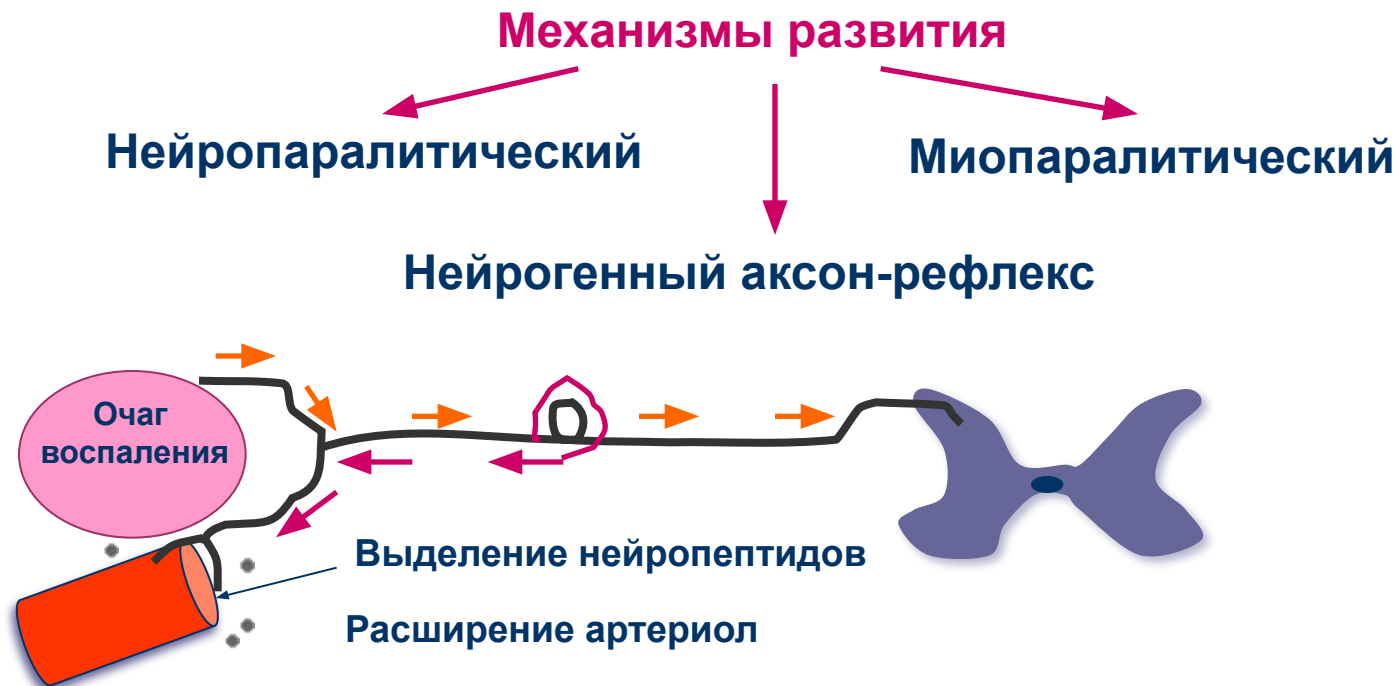 Механизмы развития
Нейропаралитический
Миопаралитический
Нейрогенный аксон-рефлекс
Очаг
воспаления
Выделение нейропептидов
Расширение артериол